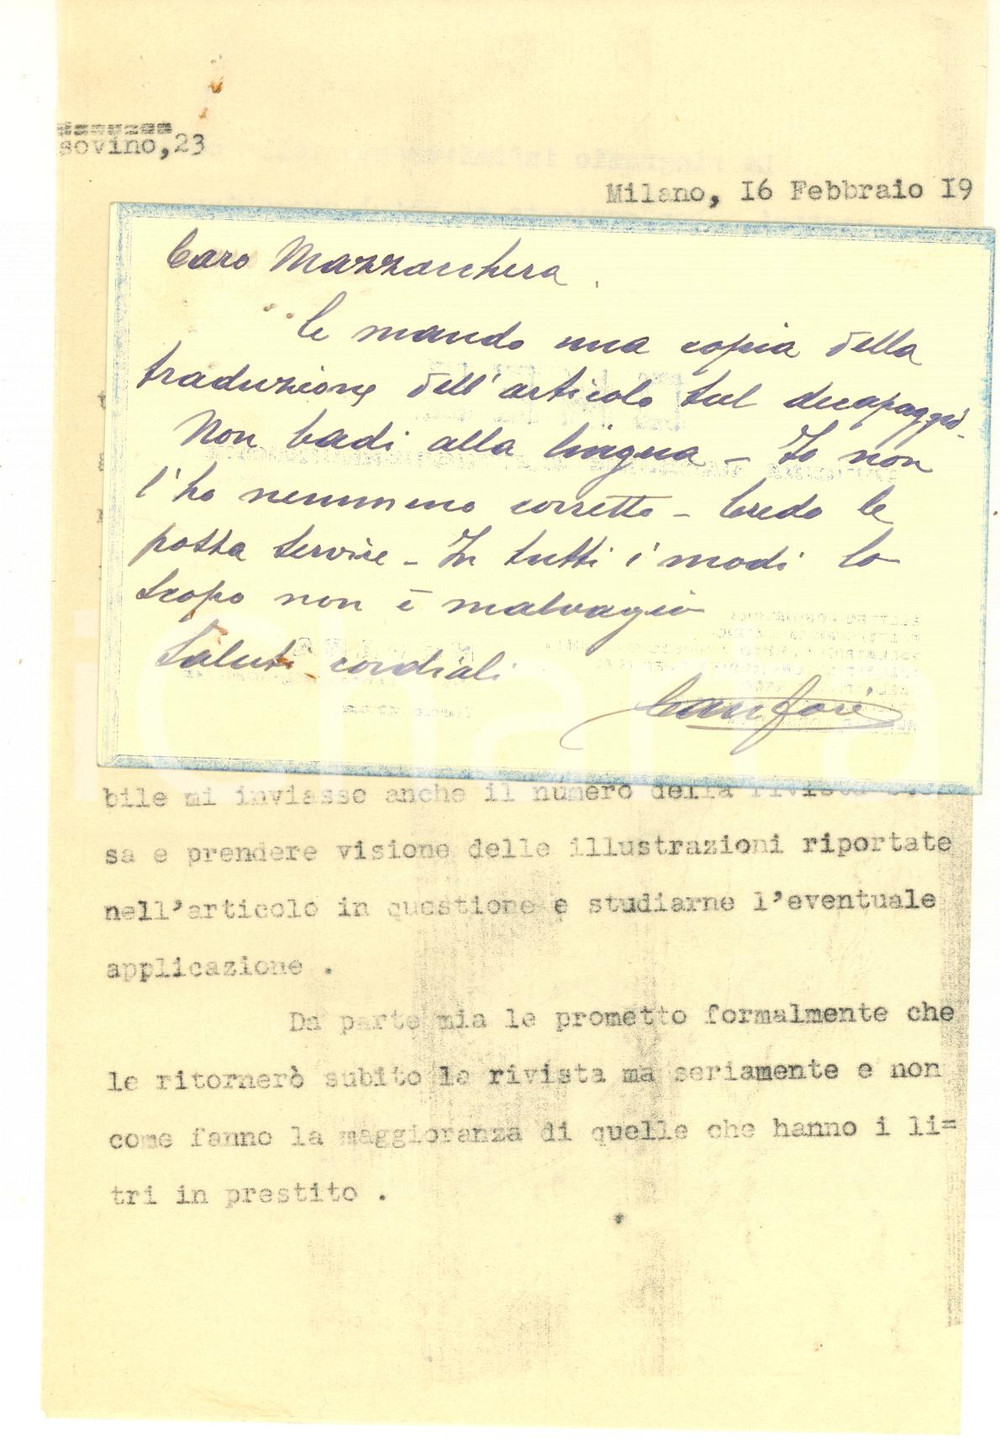 sovino,23
Milano, I6 Febbraio I9
Caro Mazzacchera
Le mando una copia della
traduzione dell'articolo sul decapaggio.
Non badi alla lingua - Io non
l'ho nemmeno corretto - Credo le
possa servire - In tutti i modi lo
scopo non è malvagio
Saluti cordiali
bile mi inviasse anche il numero della rivista
sa e prendere visione delle illustrazioni riportate
nell'articolo in questione e studiarne l'eventuale
applicazione .
Da parte mia le prometto formalmente che
le ritornerò subito la rivista ma seriamente e non
come fanno la maggioranza di quelle che hanno i li=
tri in prestito .